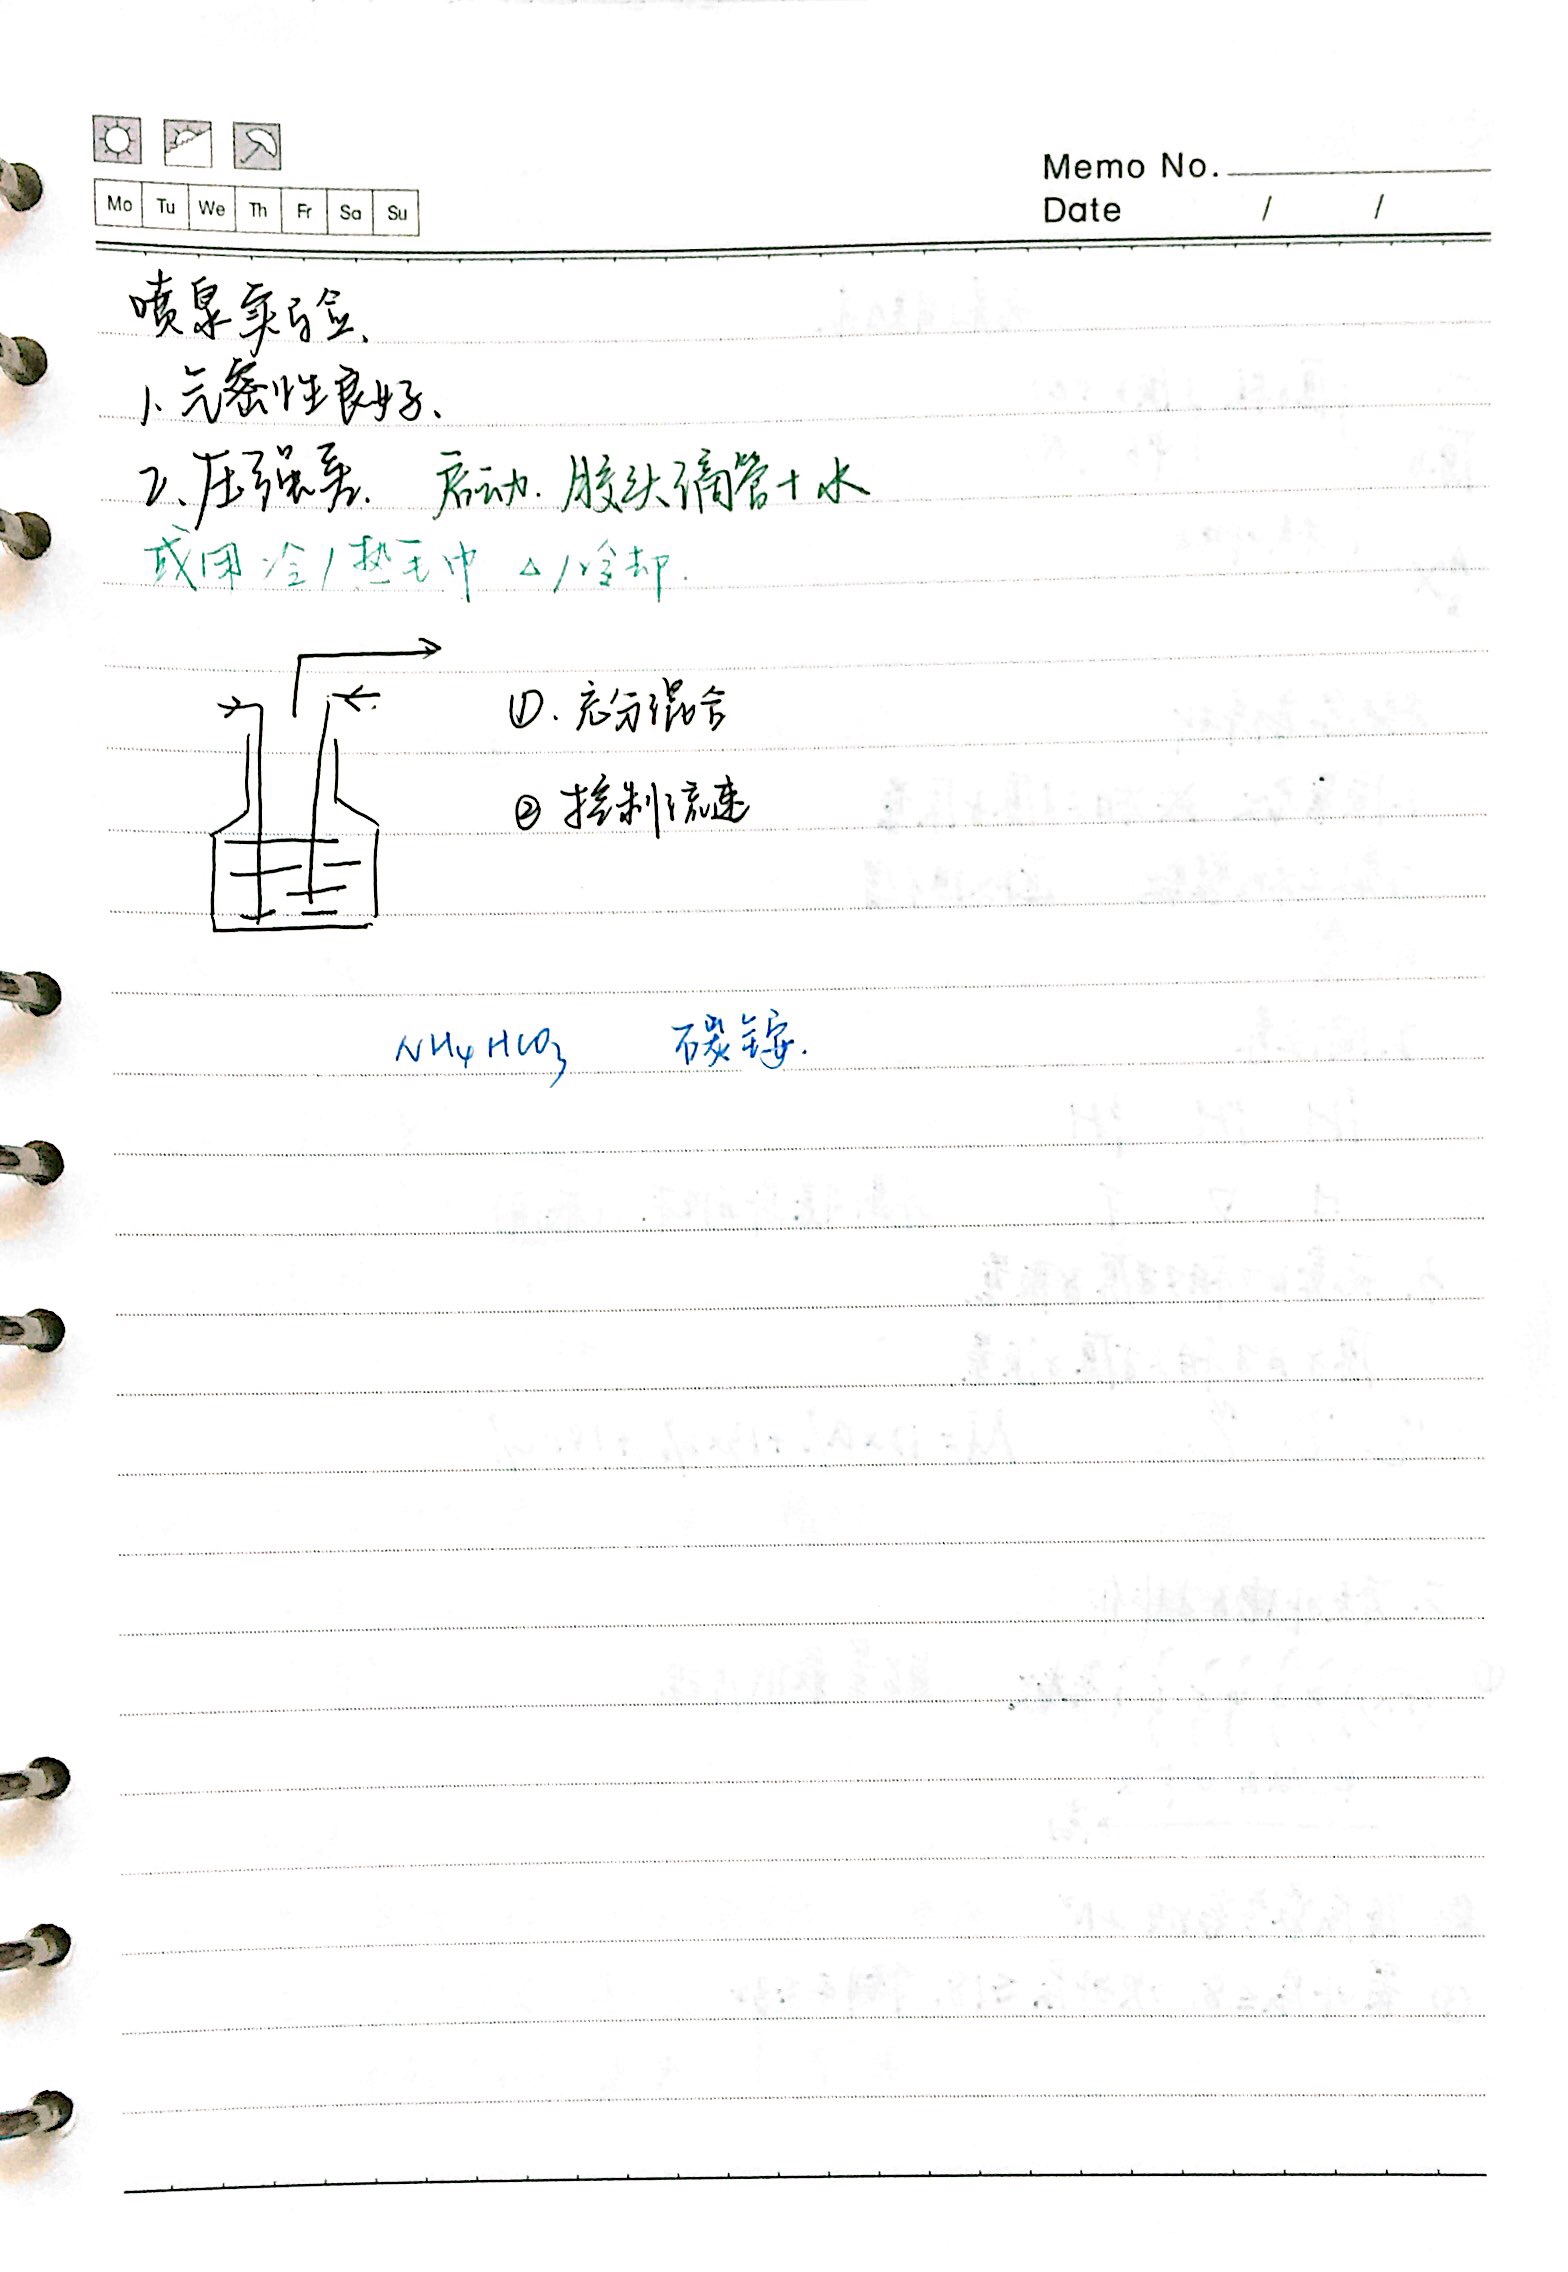 Memo No.
Mo Tu We Th Fr Sa Su
Date / /
喷泉实验.
1、气密性良好、
2、压强差. 启动. 胶头滴管+水
或用冷/热毛巾 △/冷却.
①. 充分混合
② 控制流速
NH4HCO3 碳铵.